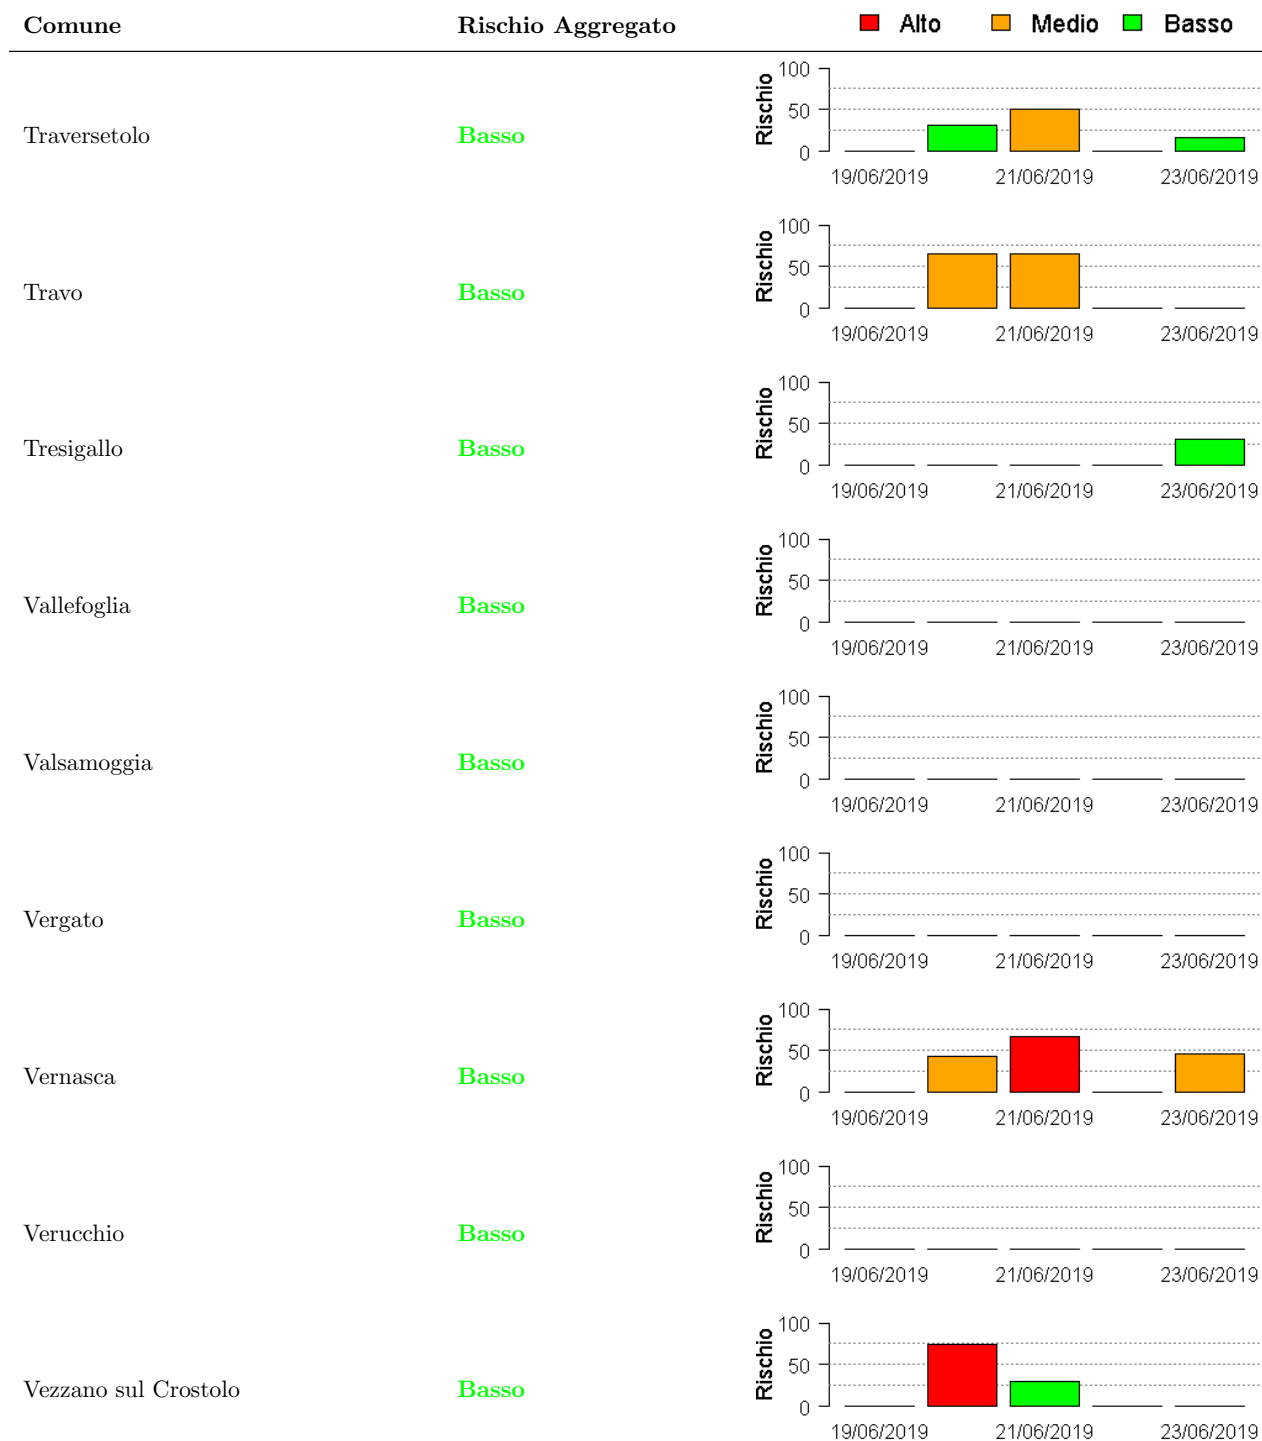 Comune Rischio Aggregato Alto Medio Basso
Traversetolo Basso
Rischio
100
50
0
19/06/2019 21/06/2019 23/06/2019
Travo Basso
Rischio
100
50
0
19/06/2019 21/06/2019 23/06/2019
Tresigallo Basso
Rischio
100
50
0
19/06/2019 21/06/2019 23/06/2019
Vallefoglia Basso
Rischio
100
50
0
19/06/2019 21/06/2019 23/06/2019
Valsamoggia Basso
Rischio
100
50
0
19/06/2019 21/06/2019 23/06/2019
Vergato Basso
Rischio
100
50
0
19/06/2019 21/06/2019 23/06/2019
Vernasca Basso
Rischio
100
50
0
19/06/2019 21/06/2019 23/06/2019
Verucchio Basso
Rischio
100
50
0
19/06/2019 21/06/2019 23/06/2019
Vezzano sul Crostolo Basso
Rischio
100
50
0
19/06/2019 21/06/2019 23/06/2019